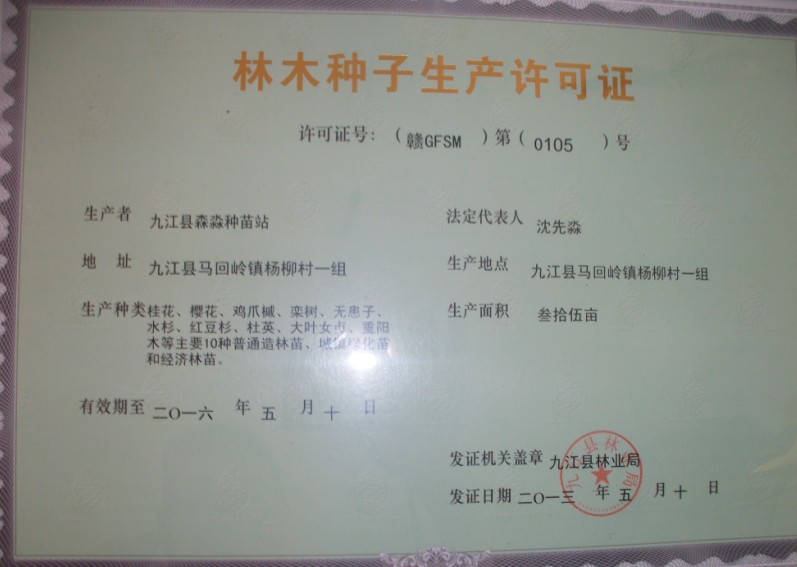 林木种子生产许可证
许可证号：（赣GFSM ）第（ 0105 ）号
生产者 九江县森淼种苗站
法定代表人 沈先淼
地 址 九江县马回岭镇杨柳村一组
生产地点 九江县马回岭镇杨柳村一组
生产种类 桂花、樱花、鸡爪槭、栾树、无患子、
水杉、红豆杉、杜英、大叶女贞、重阳
木等主要10种普通造林苗、城镇绿化苗
和经济林苗。
生产面积 叁拾伍亩
有效期至 二O一六 年 五 月 十 日
发证机关盖章 九江县林业局
发证日期 二O一三 年 五 月 十 日